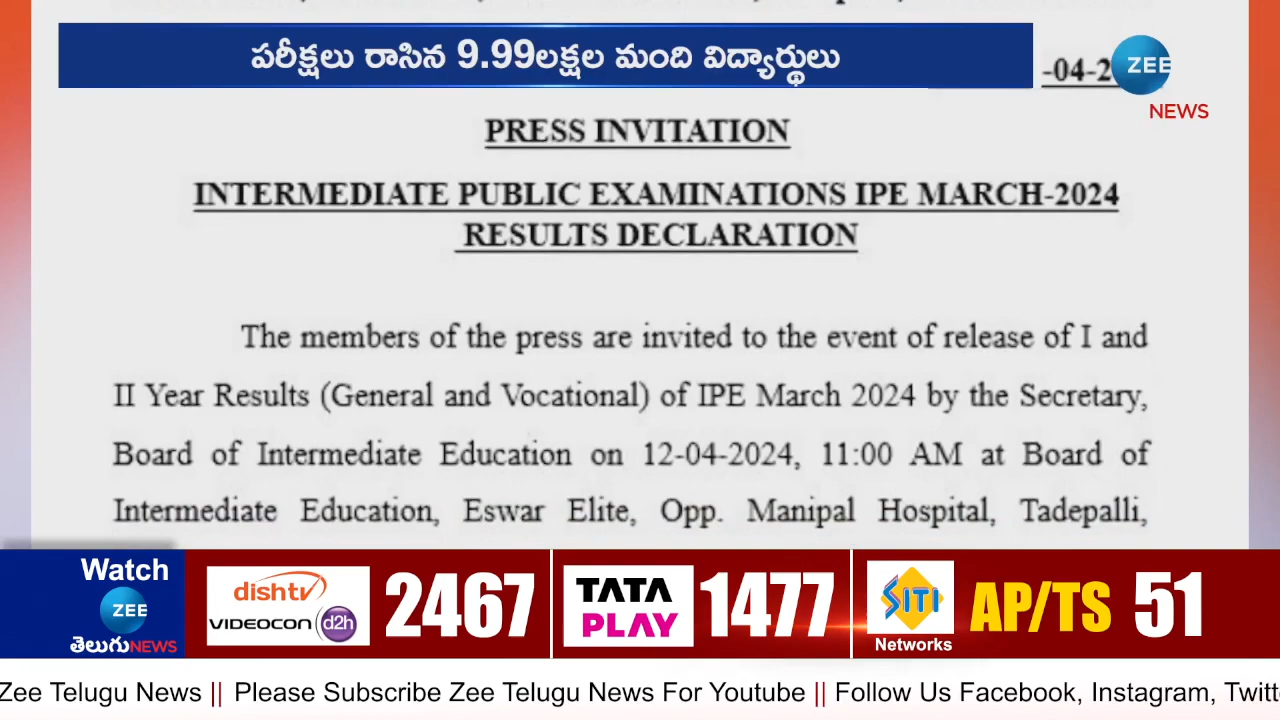 పరీక్షలు రాసిన 9.99లక్షల మంది విద్యార్థులు
-04-2
ZEE
NEWS
PRESS INVITATION
INTERMEDIATE PUBLIC EXAMINATIONS IPE MARCH-2024
RESULTS DECLARATION
The members of the press are invited to the event of release of I and
II Year Results (General and Vocational) of IPE March 2024 by the Secretary,
Board of Intermediate Education on 12-04-2024, 11:00 AM at Board of
Intermediate Education, Eswar Elite, Opp. Manipal Hospital, Tadepalli,
Watch
ZEE
తెలుగు NEWS
dishtv
VIDEOCON d2h
2467
TATA
PLAY
1477
SITI
Networks
AP/TS 51
Zee Telugu News || Please Subscribe Zee Telugu News For Youtube || Follow Us Facebook, Instagram, Twitt